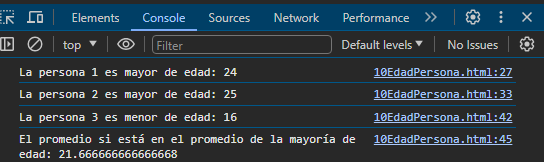 Elements Console Sources Network Performance
top Filter Default levels No Issues
La persona 1 es mayor de edad: 24 10EdadPersona.html:27
La persona 2 es mayor de edad: 25 10EdadPersona.html:33
La persona 3 es menor de edad: 16 10EdadPersona.html:42
El promedio si está en el promedio de la mayoría de 10EdadPersona.html:45
edad: 21.666666666666668